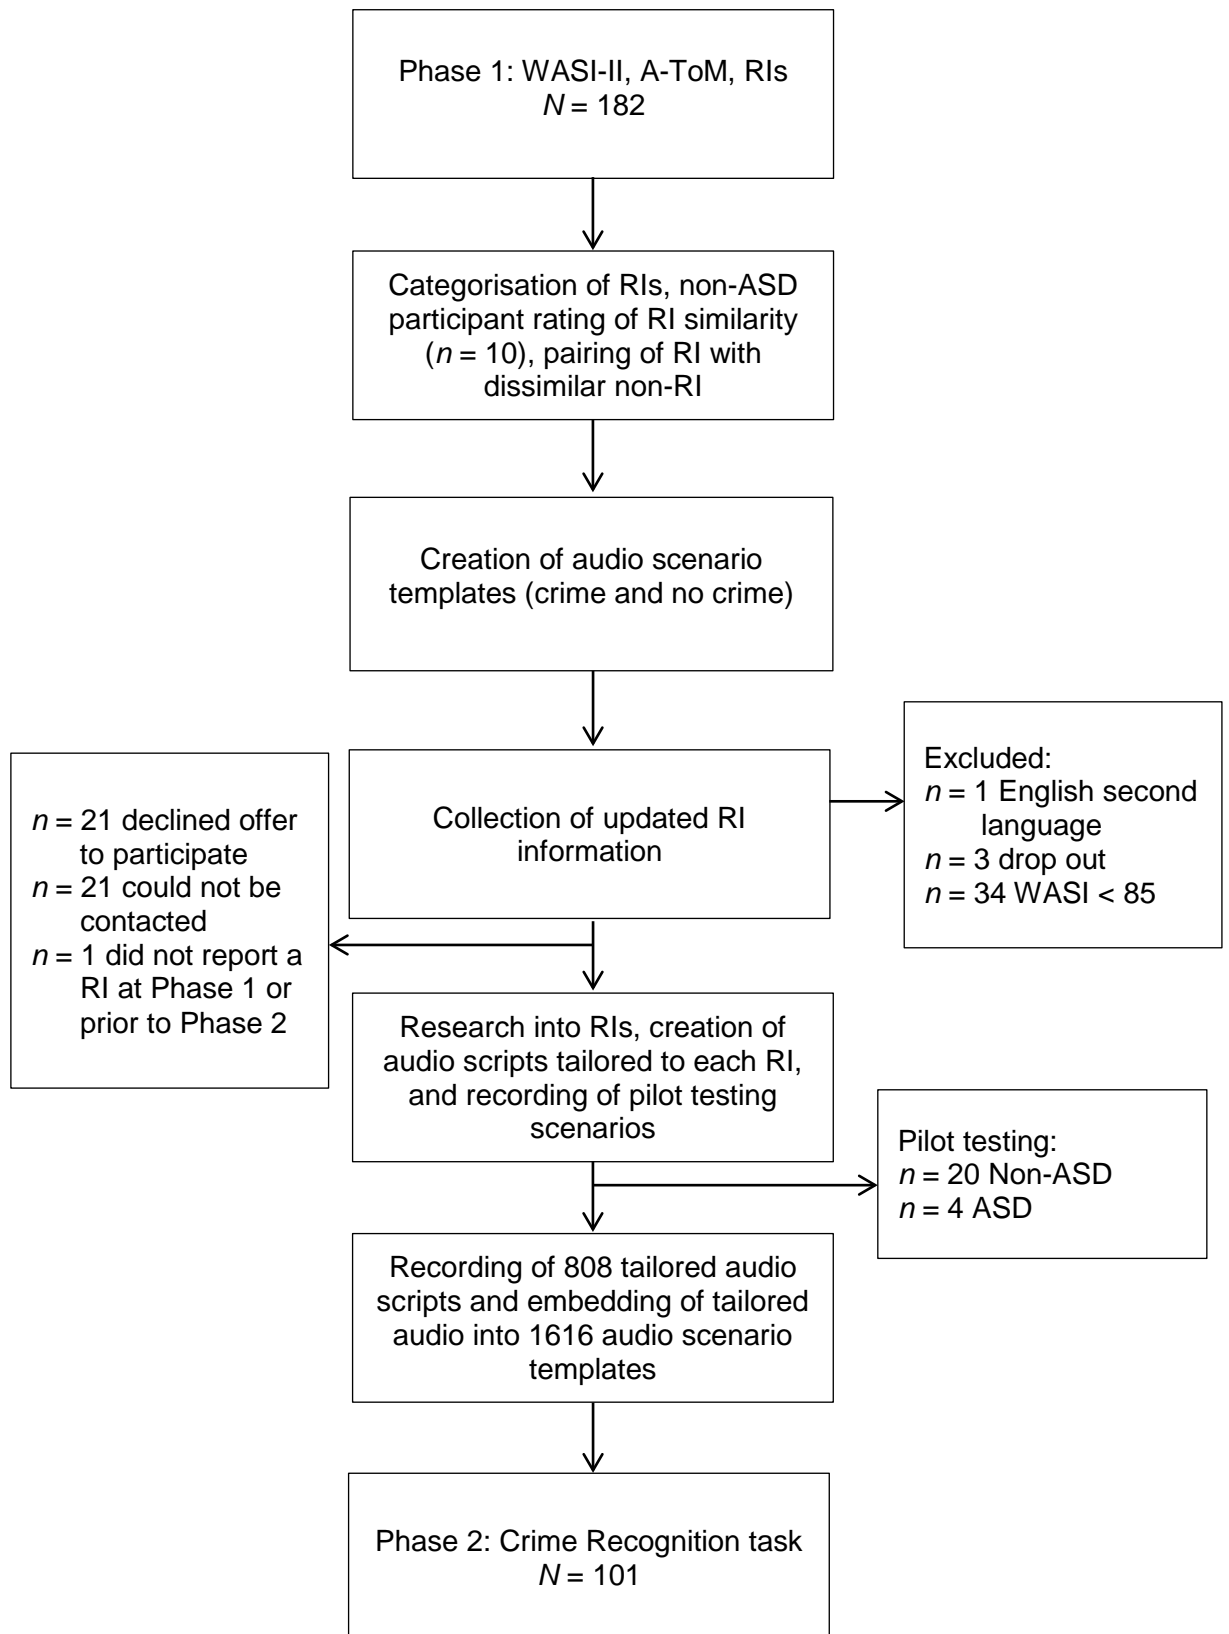 Phase 1: WASI-II, A-ToM, RIs
N = 182
Categorisation of RIs, non-ASD
participant rating of RI similarity
(n = 10), pairing of RI with
dissimilar non-RI
Creation of audio scenario
templates (crime and no crime)
Collection of updated RI
information
Excluded:
n = 1 English second
language
n = 3 drop out
n = 34 WASI < 85
n = 21 declined offer
to participate
n = 21 could not be
contacted
n = 1 did not report a
RI at Phase 1 or
prior to Phase 2
Research into RIs, creation of
audio scripts tailored to each RI,
and recording of pilot testing
scenarios
Pilot testing:
n = 20 Non-ASD
n = 4 ASD
Recording of 808 tailored audio
scripts and embedding of tailored
audio into 1616 audio scenario
templates
Phase 2: Crime Recognition task
N = 101